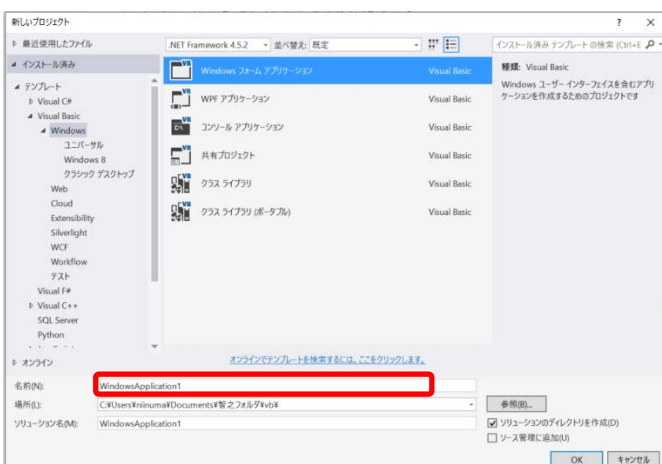 新しいプロジェクト
? ×
最近使用したファイル
.NET Framework 4.5.2
並べ替え: 既定
インストール済み テンプレート の検索 (Ctrl+E
インストール済み
テンプレート
Visual C#
Visual Basic
Windows
ユニバーサル
Windows 8
クラシック デスクトップ
Web
Cloud
Extensibility
Silverlight
WCF
Workflow
テスト
Visual F#
Visual C++
SQL Server
Python
オンライン
Windows フォーム アプリケーション Visual Basic
WPF アプリケーション Visual Basic
コンソール アプリケーション Visual Basic
共有プロジェクト Visual Basic
クラス ライブラリ Visual Basic
クラス ライブラリ (ポータブル) Visual Basic
種類: Visual Basic
Windows ユーザー インターフェイスを含むアプリ
ケーションを作成するためのプロジェクトです
オンラインでテンプレートを検索するには、ここをクリックします。
名前(N): WindowsApplication1
場所(L): C:¥Users¥niinuma¥Documents¥智之フォルダ¥vb¥
参照(B)...
ソリューション名(M): WindowsApplication1
ソリューションのディレクトリを作成(D)
ソース管理に追加(U)
OK キャンセル